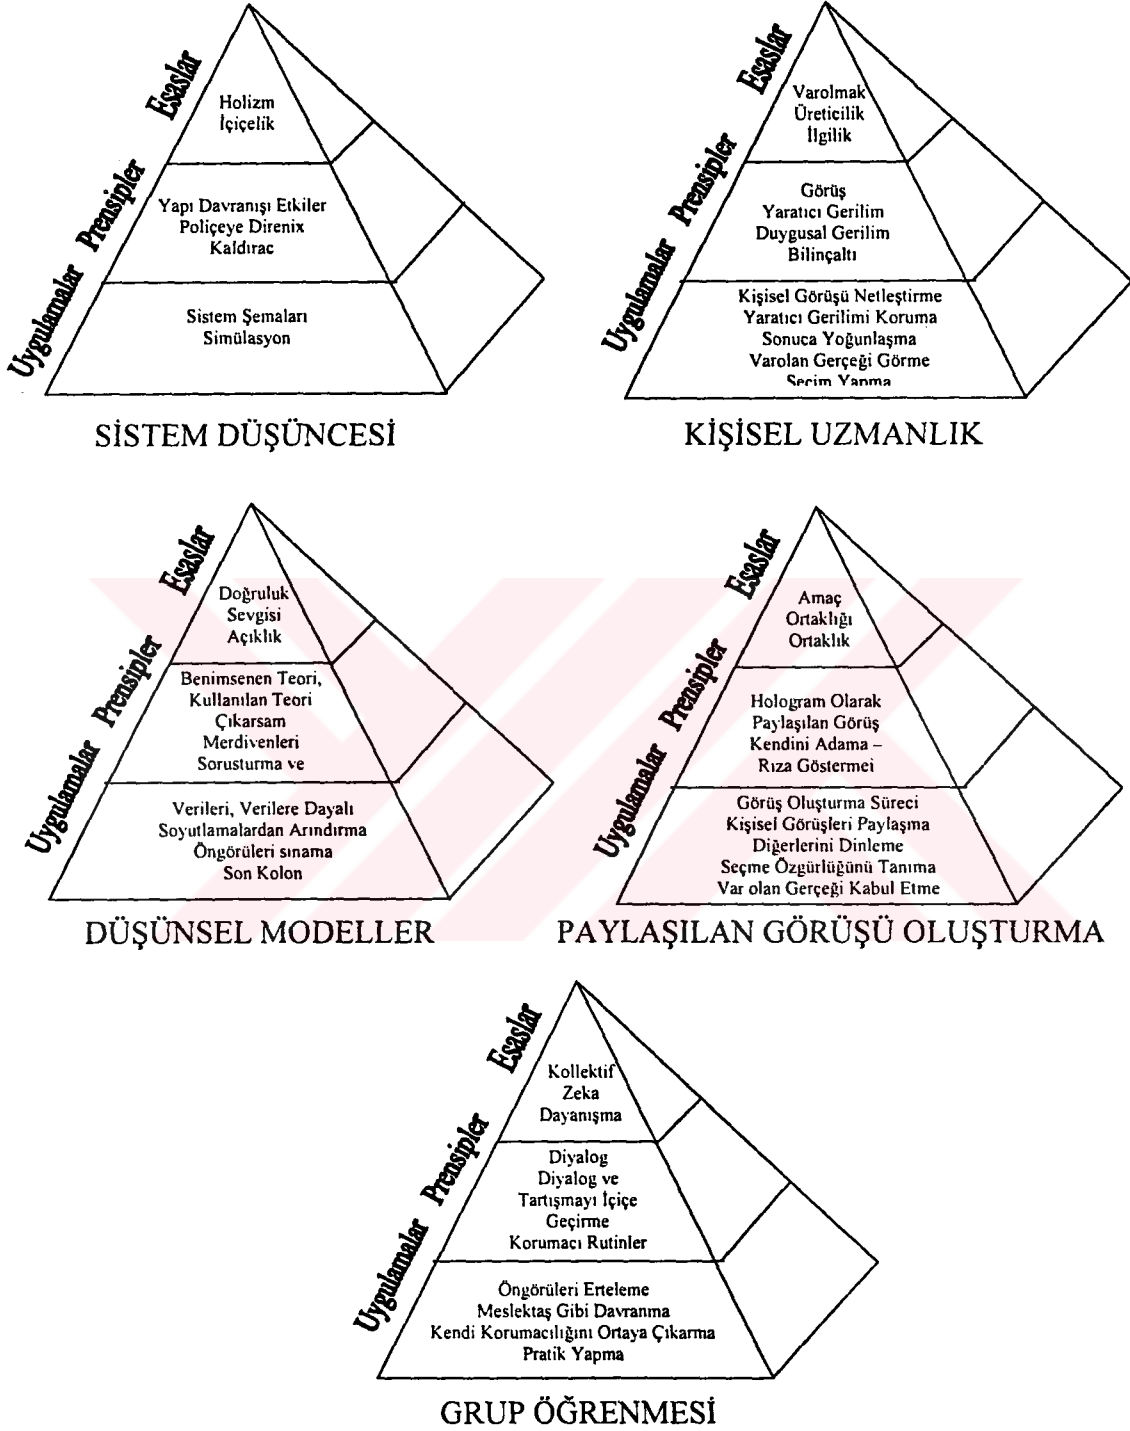 Esaslar
Prensipler
Uygulamalar
Holizm
İçiçelik
Yapı Davranışı Etkiler
Poliçeye Direnix
Kaldırac
Sistem Şemaları
Simülasyon
SİSTEM DÜŞÜNCESİ
Esaslar
Prensipler
Uygulamalar
Varolmak
Üreticilik
İlgilik
Görüş
Yaratıcı Gerilim
Duygusal Gerilim
Bilinçaltı
Kişisel Görüşü Netleştirme
Yaratıcı Gerilimi Koruma
Sonuca Yoğunlaşma
Varolan Gerçeği Görme
Seçim Yapma
KİŞİSEL UZMANLIK
Esaslar
Prensipler
Uygulamalar
Doğruluk
Sevgisi
Açıklık
Benimsenen Teori,
Kullanılan Teori
Çıkarsam
Merdivenleri
Sorusturma ve
Verileri, Verilere Dayalı
Soyutlamalardan Arındırma
Öngörüleri sınama
Son Kolon
DÜŞÜNSEL MODELLER
Esaslar
Prensipler
Uygulamalar
Amaç
Ortaklığı
Ortaklık
Hologram Olarak
Paylaşılan Görüş
Kendini Adama –
Rıza Göstermei
Görüş Oluşturma Süreci
Kişisel Görüşleri Paylaşma
Diğerlerini Dinleme
Seçme Özgürlüğünü Tanıma
Var olan Gerçeği Kabul Etme
PAYLAŞILAN GÖRÜŞÜ OLUŞTURMA
Esaslar
Prensipler
Uygulamalar
Kollektif
Zeka
Dayanışma
Diyalog
Diyalog ve
Tartışmayı İçiçe
Geçirme
Korumacı Rutinler
Öngörüleri Erteleme
Meslektaş Gibi Davranma
Kendi Korumacılığını Ortaya Çıkarma
Pratik Yapma
GRUP ÖĞRENMESİ